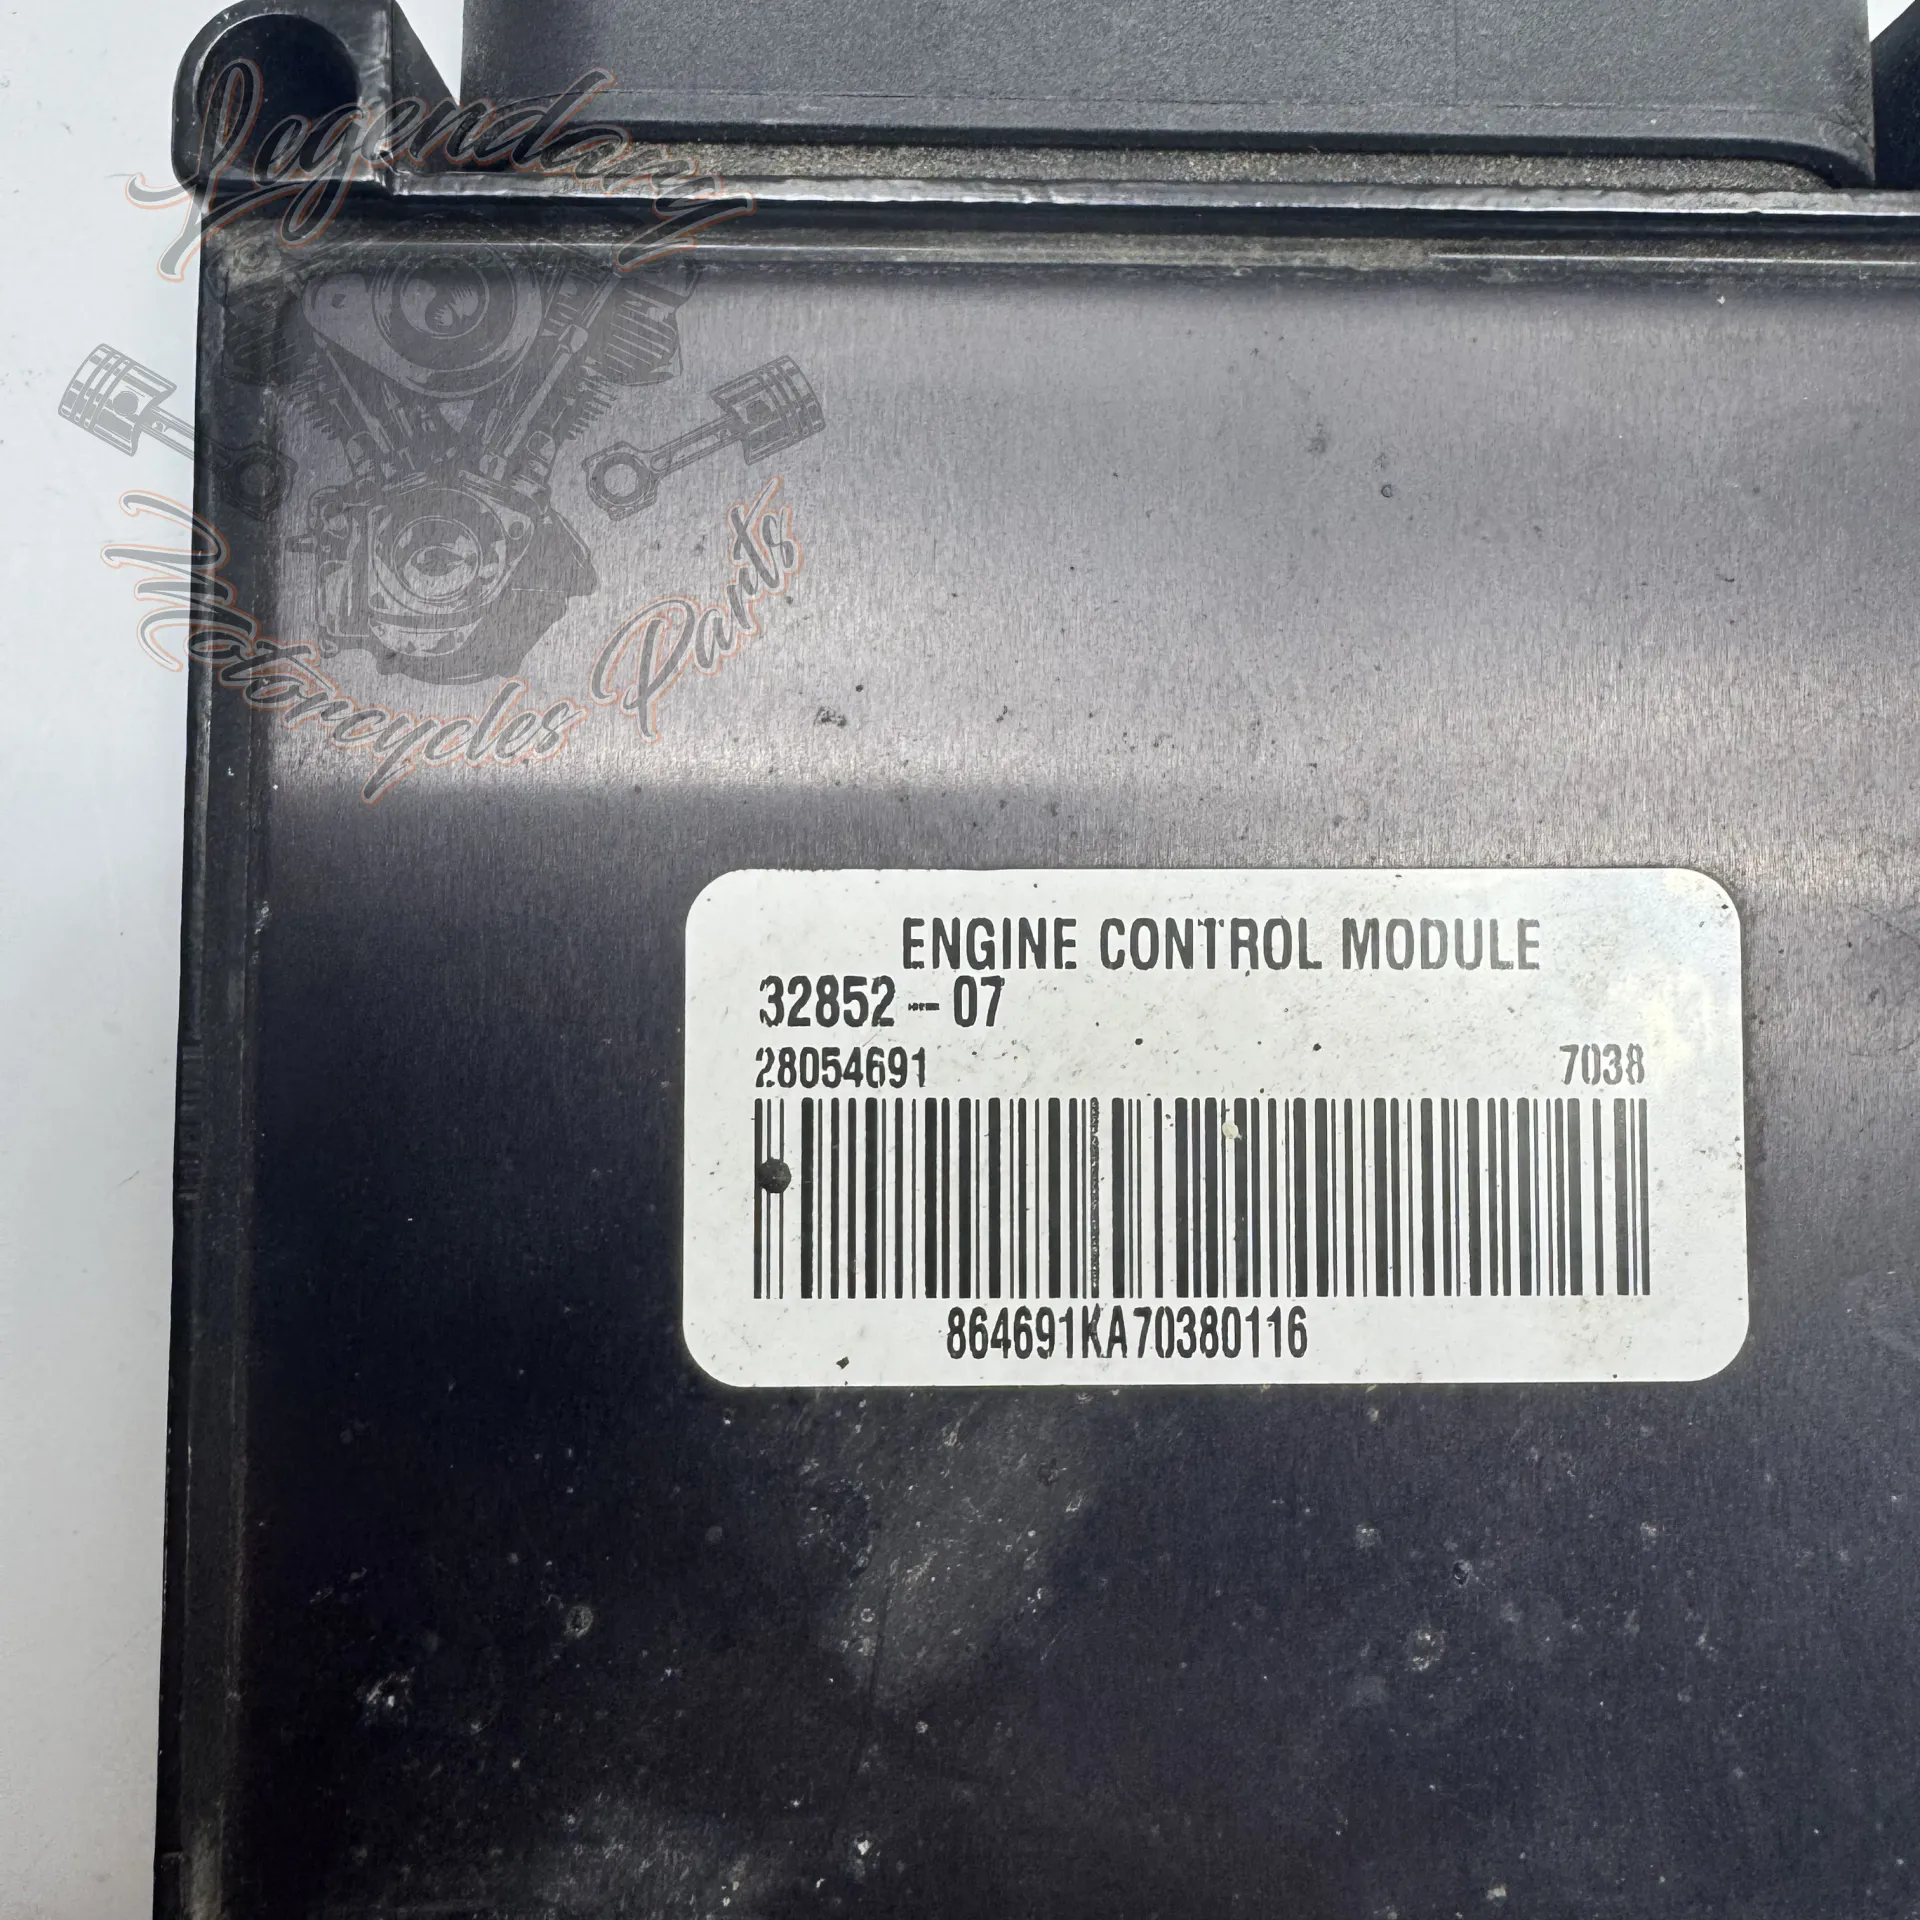 Legendary
Motorcycles Parts
ENGINE CONTROL MODULE
32852-07
28054691 7038
864691KA70380116